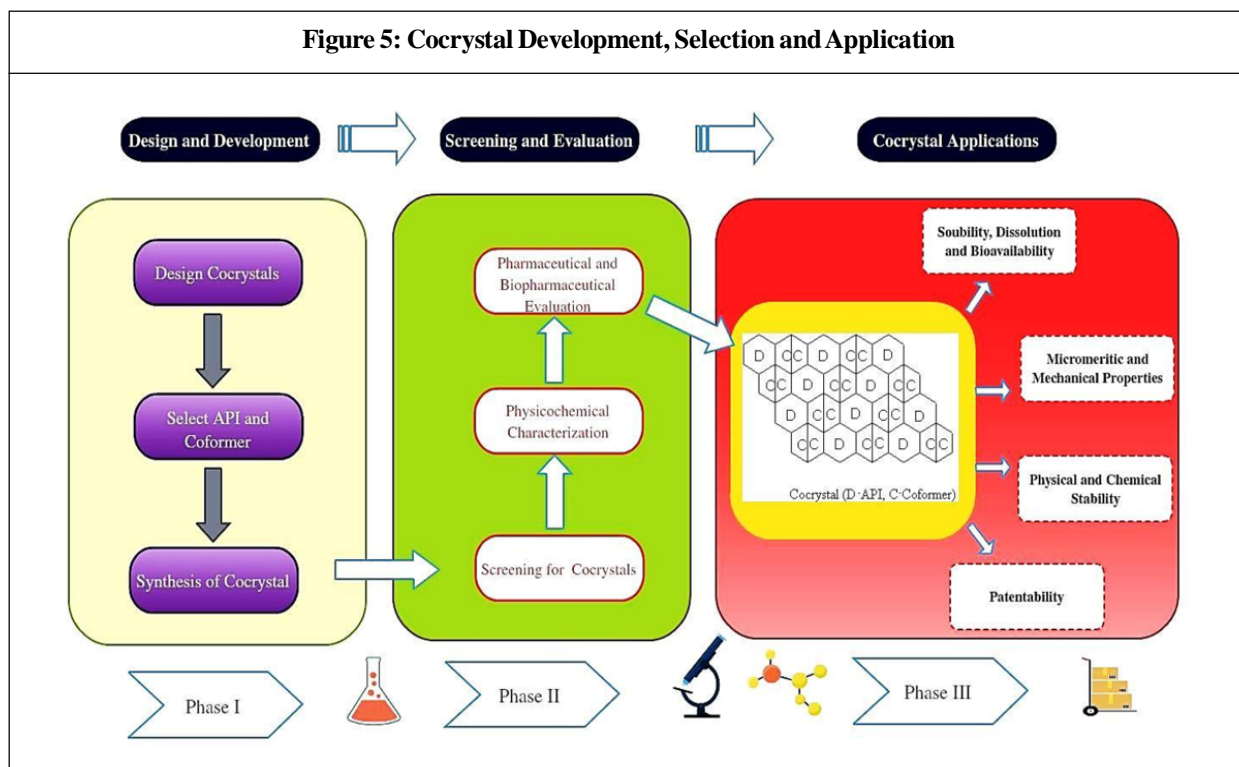 Figure 5: Cocrystal Development, Selection and Application
Design and Development
Screening and Evaluation
Cocrystal Applications
Design Cocrystals
Select API and
Coformer
Synthesis of Cocrystal
Pharmaceutical and
Biopharmaceutical
Evaluation
Physicochemical
Characterization
Screening for Cocrystals
D CC D CC D
CC D CC D CC
D CC D CC D
CC D CC D CC
Cocrystal (D-API, C-Coformer)
Soubility, Dissolution
and Bioavailability
Micromeritic and
Mechanical Properties
Physical and Chemical
Stability
Patentability
Phase I
Phase II
Phase III